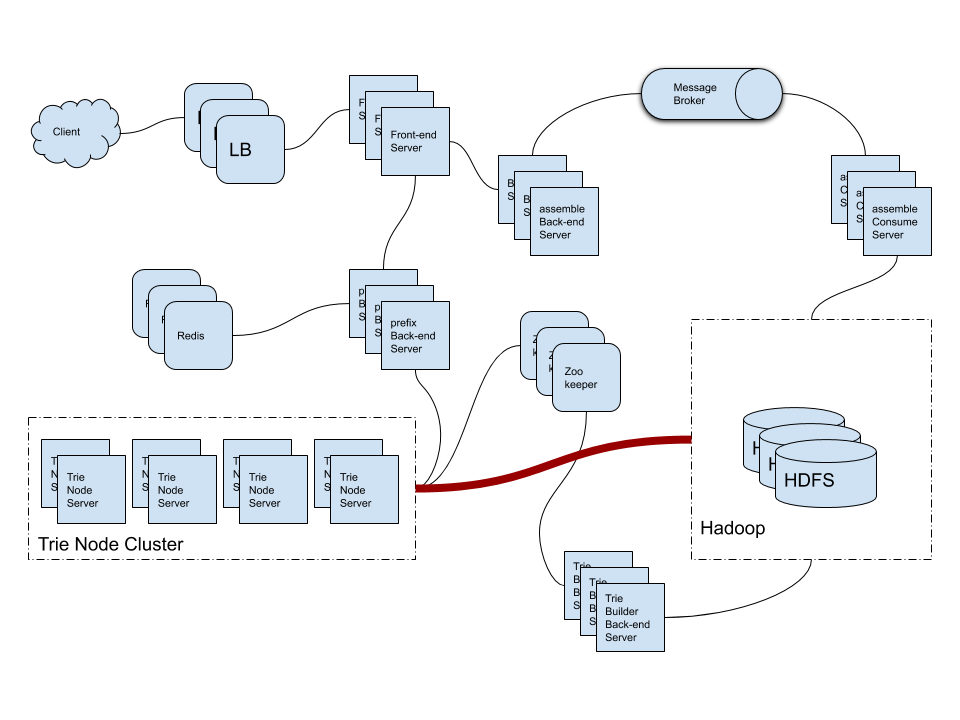 Client
LB
Front-end
Server
Message
Broker
assemble
Back-end
Server
assemble
Consume
Server
Redis
prefix
Back-end
Server
Zoo
keeper
Trie
Node
Server
Trie
Node
Server
Trie
Node
Server
Trie
Node
Server
Trie Node Cluster
HDFS
Hadoop
Trie
Builder
Back-end
Server